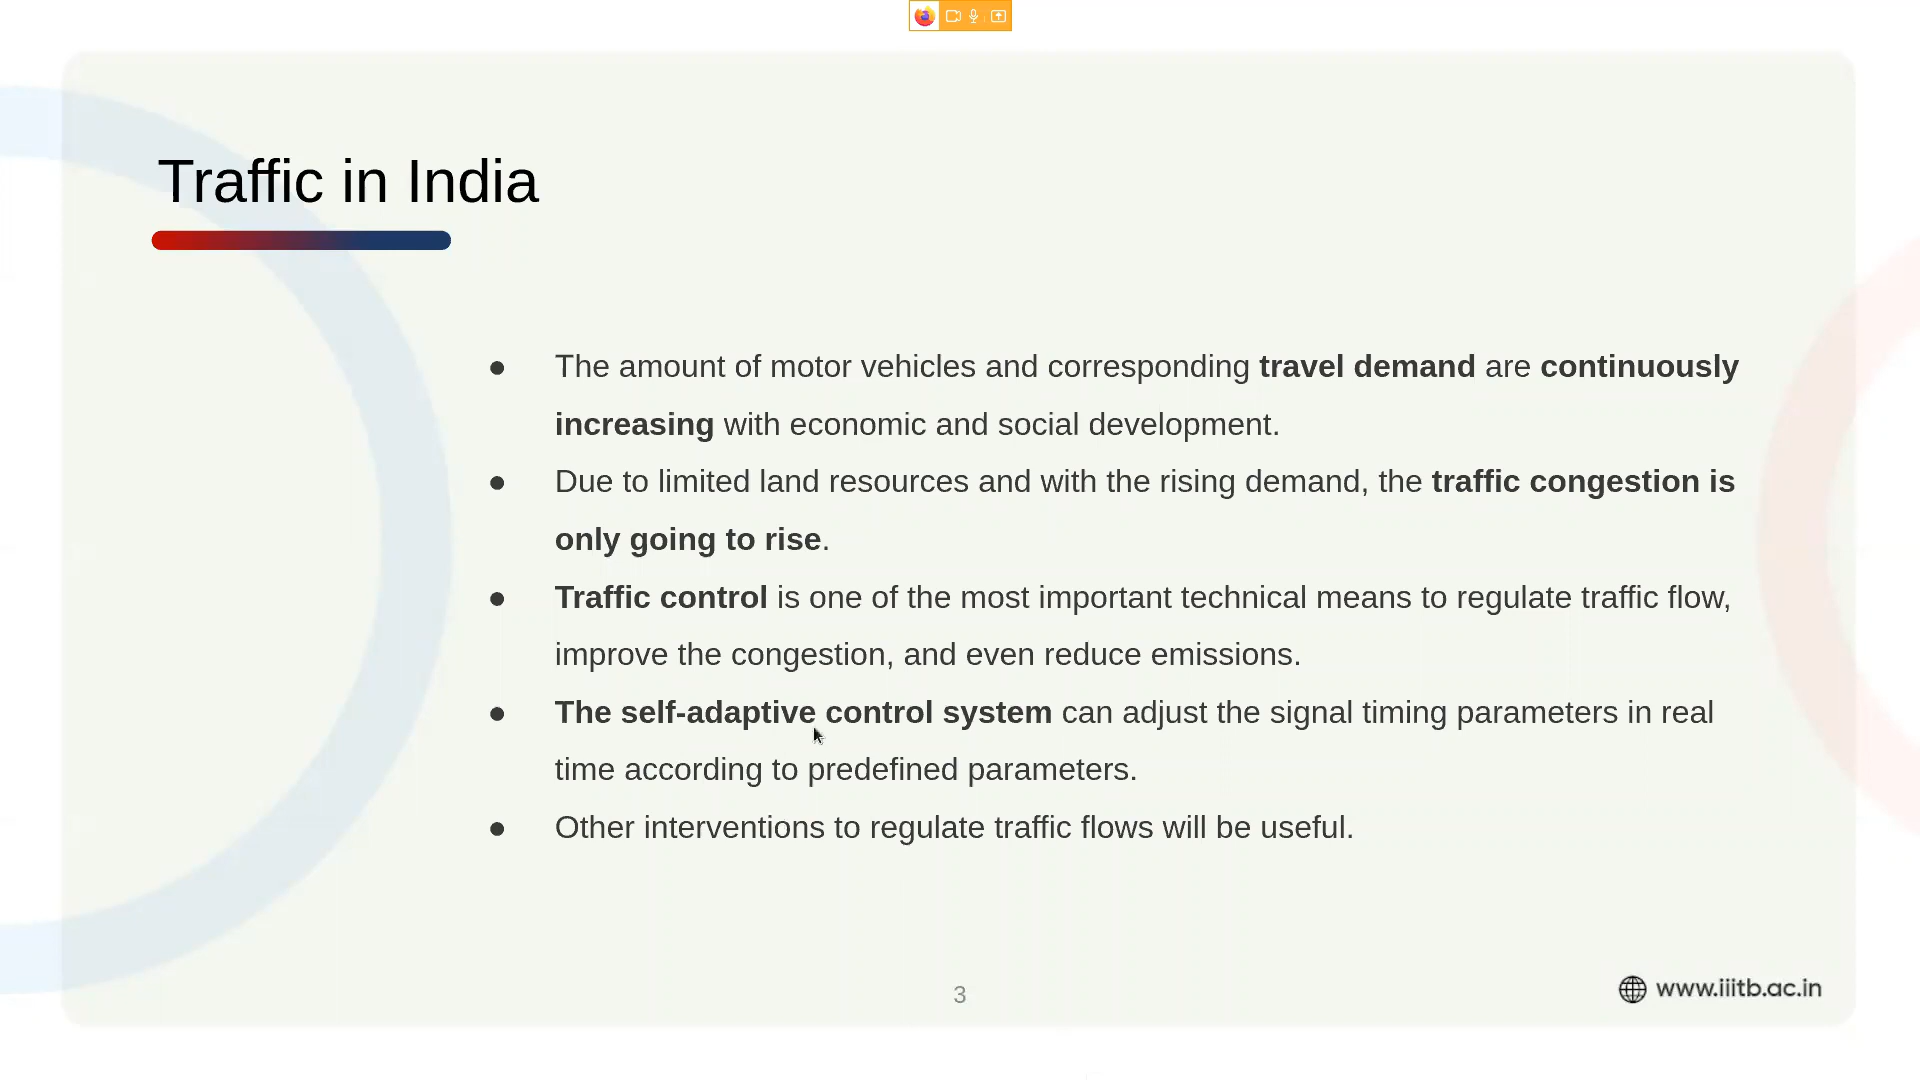 Traffic in India
● The amount of motor vehicles and corresponding travel demand are continuously
increasing with economic and social development.
● Due to limited land resources and with the rising demand, the traffic congestion is
only going to rise.
● Traffic control is one of the most important technical means to regulate traffic flow,
improve the congestion, and even reduce emissions.
● The self-adaptive control system can adjust the signal timing parameters in real
time according to predefined parameters.
● Other interventions to regulate traffic flows will be useful.
3
www.iiitb.ac.in